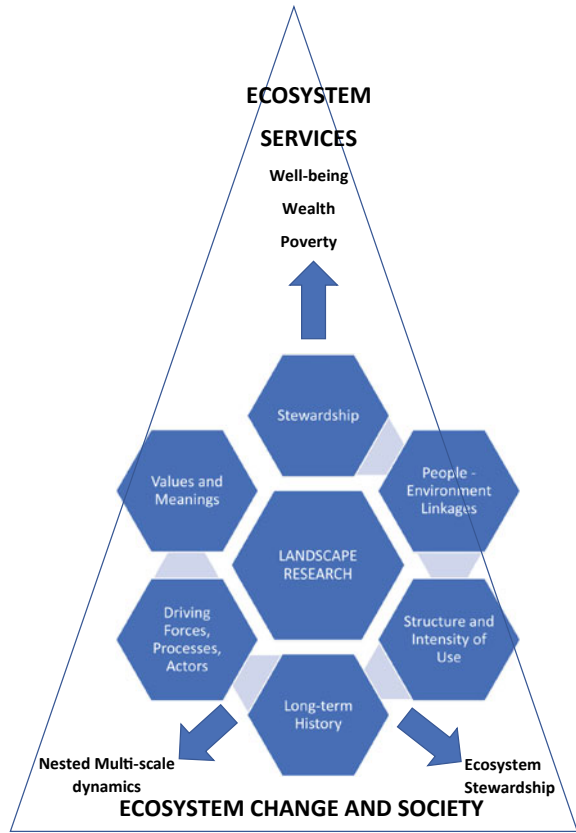 ECOSYSTEM
SERVICES
Well-being
Wealth
Poverty
Stewardship
Values and
Meanings
People -
Environment
Linkages
LANDSCAPE
RESEARCH
Driving
Forces,
Processes,
Actors
Structure and
Intensity of
Use
Long-term
History
Nested Multi-scale
dynamics
Ecosystem
Stewardship
ECOSYSTEM CHANGE AND SOCIETY